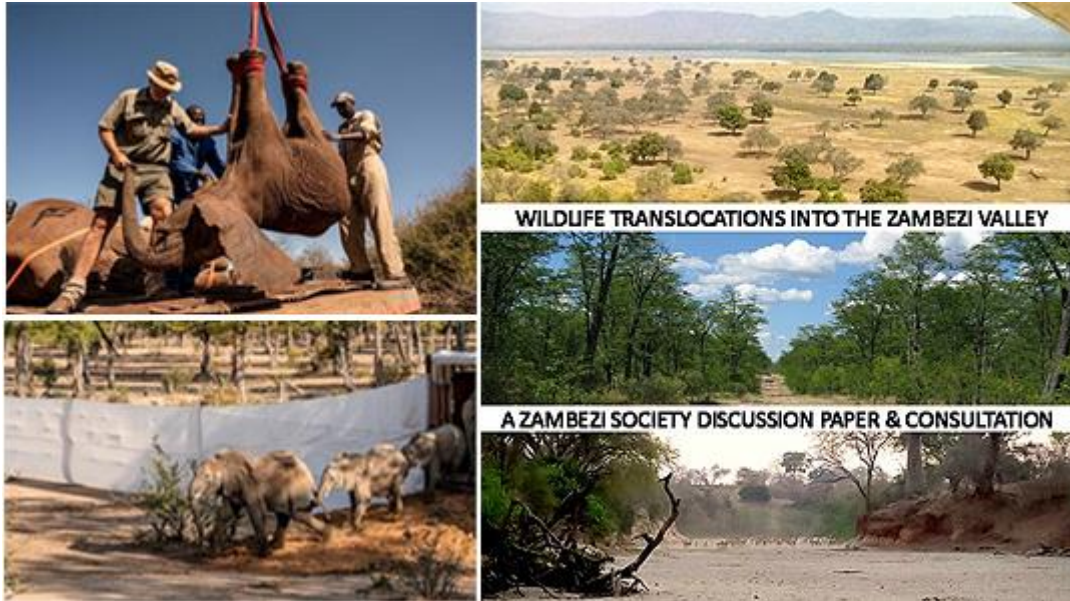 WILDLIFE TRANSLOCATIONS INTO THE ZAMBEZI VALLEY
A ZAMBEZI SOCIETY DISCUSSION PAPER & CONSULTATION